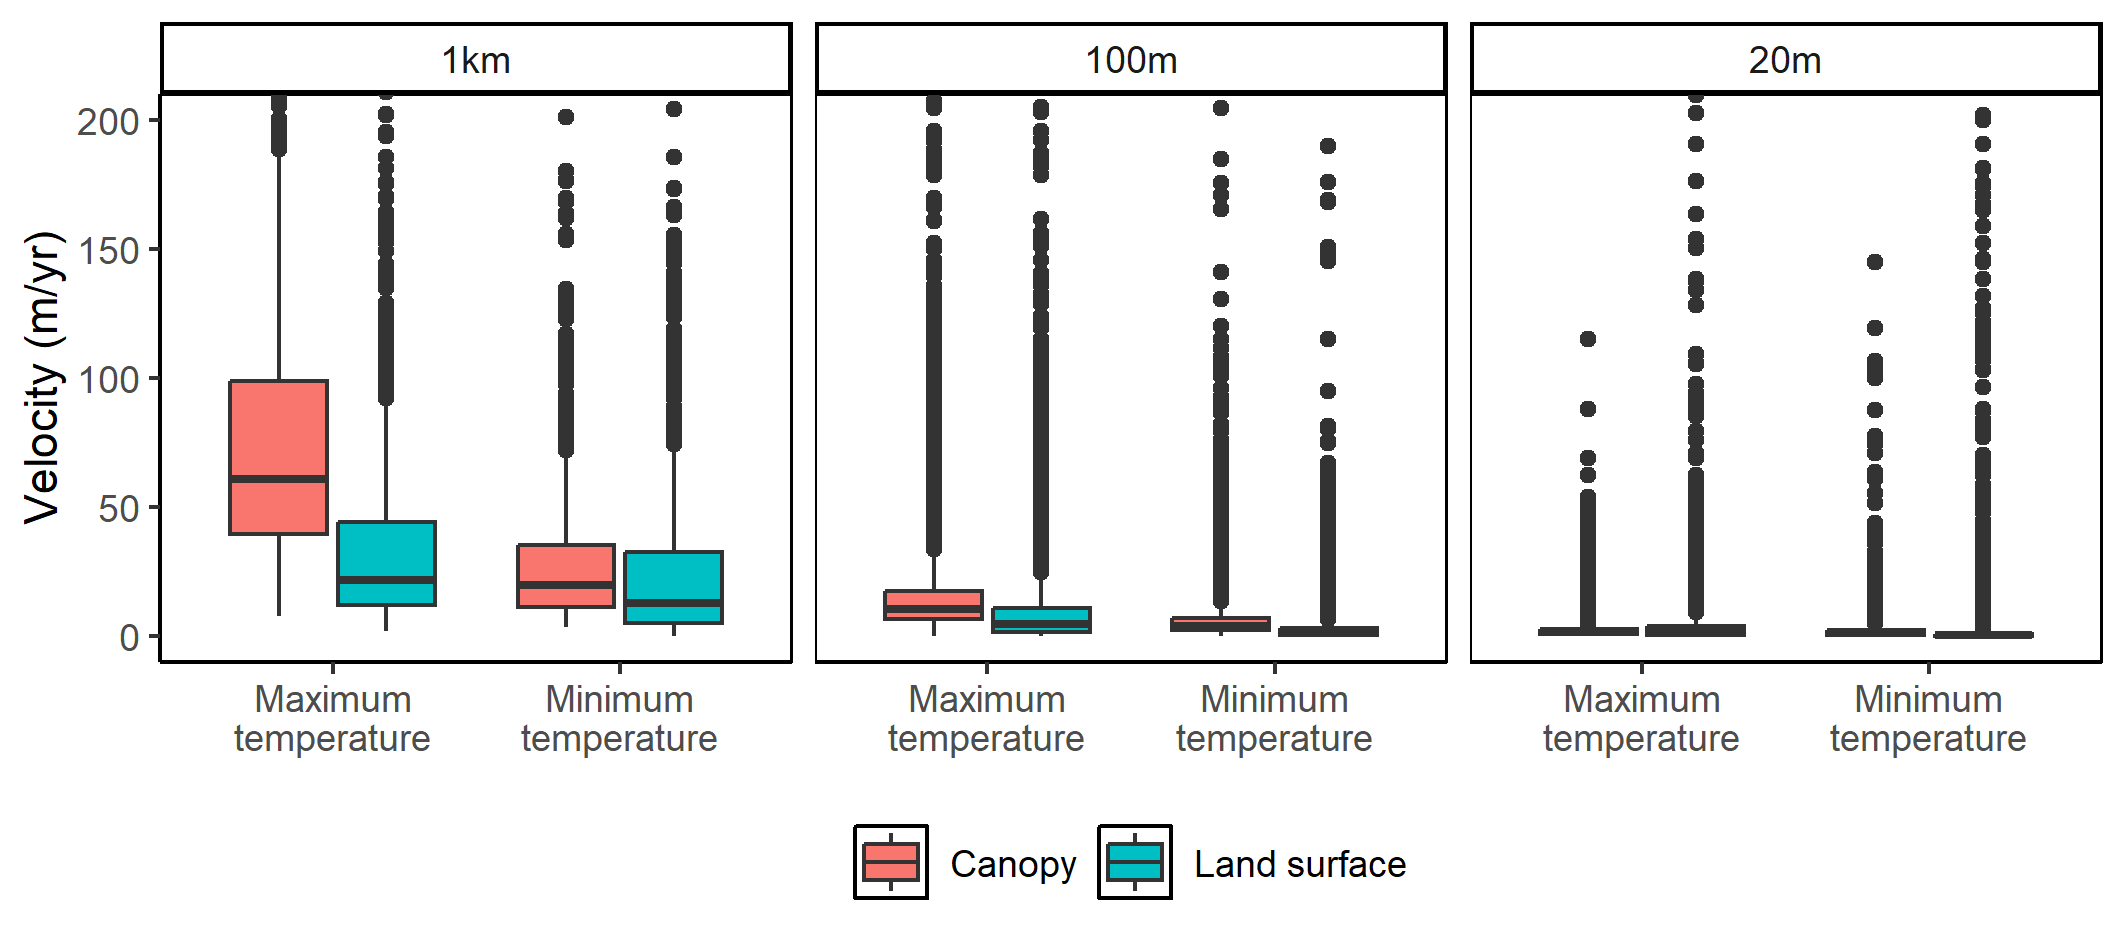 1km
100m
20m
Velocity (m/yr)
200
150
100
50
0
Maximum
temperature
Minimum
temperature
Maximum
temperature
Minimum
temperature
Maximum
temperature
Minimum
temperature
Canopy
Land surface